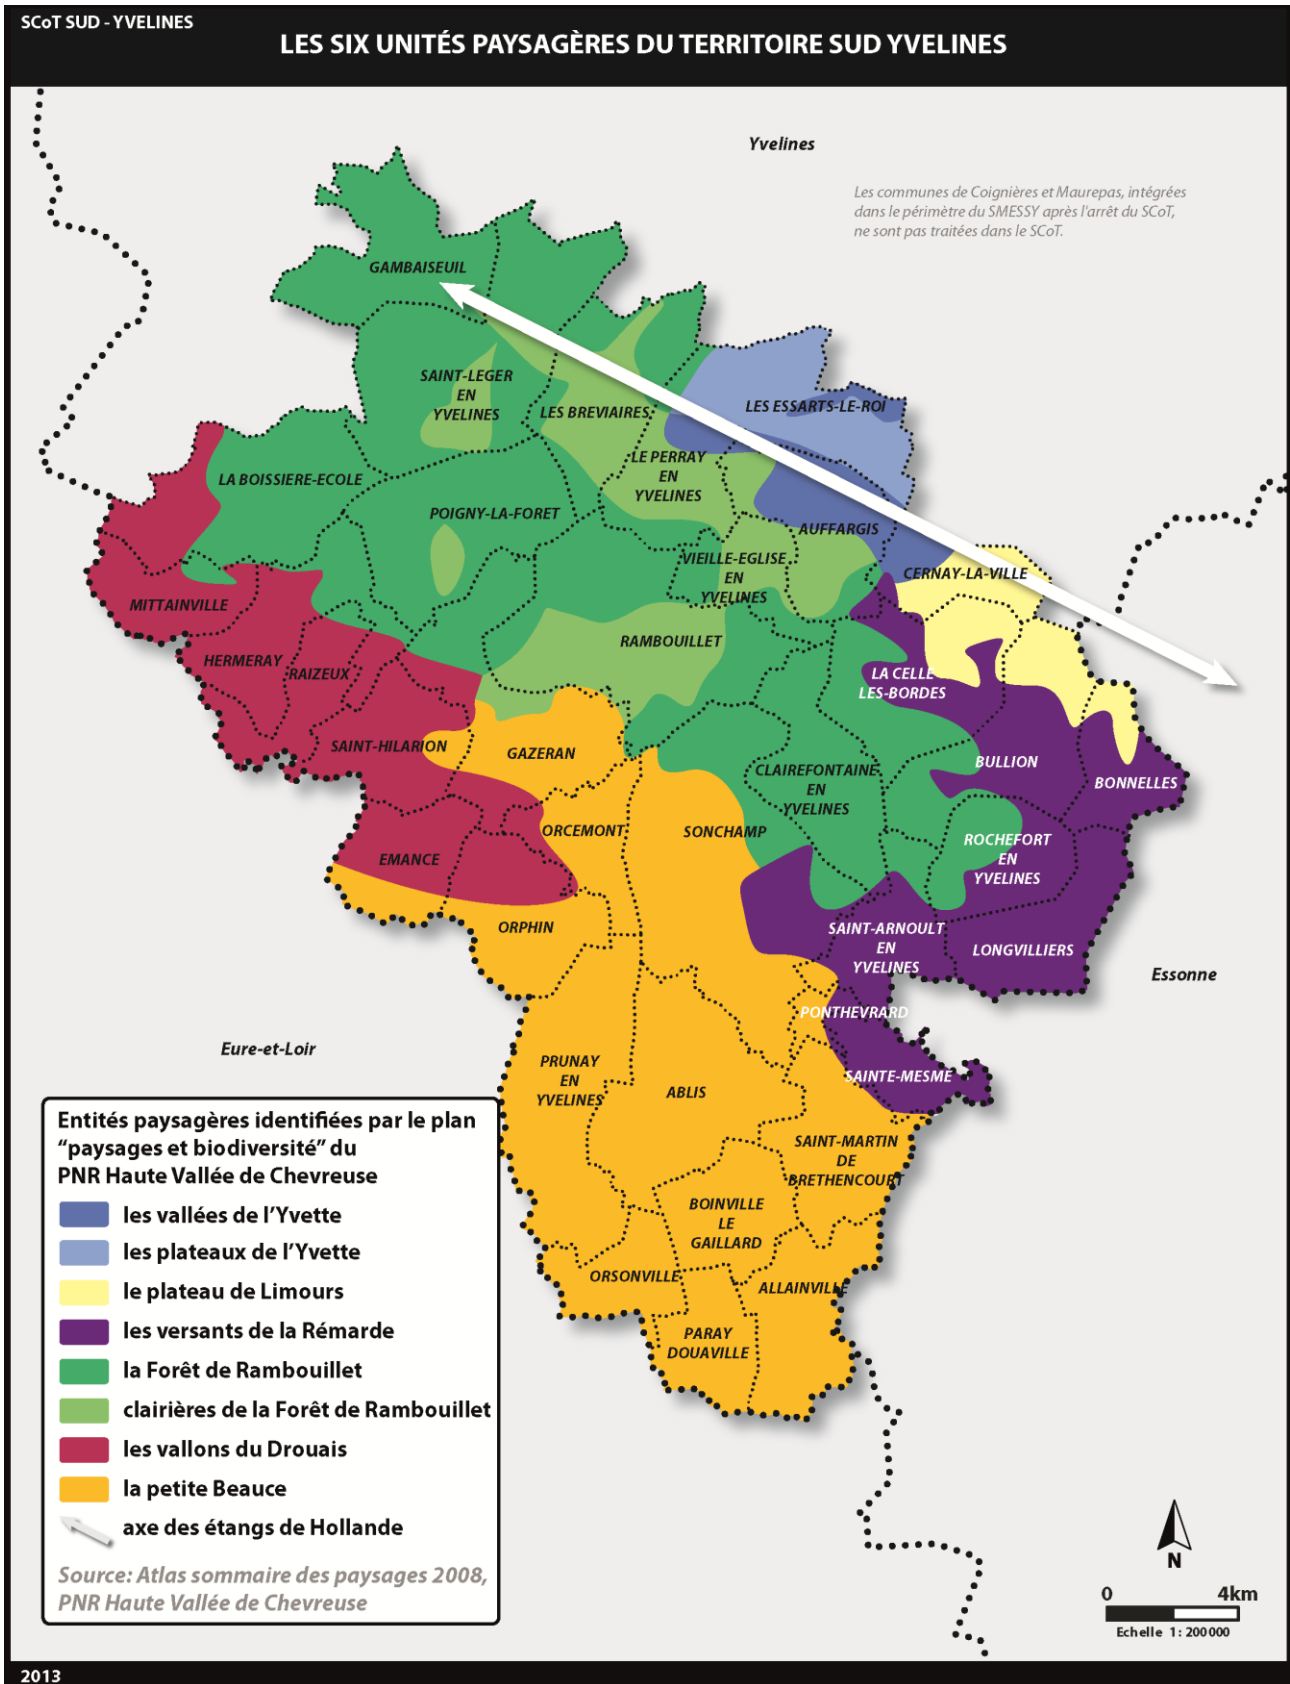 SCoT SUD - YVELINES
LES SIX UNITÉS PAYSAGÈRES DU TERRITOIRE SUD YVELINES
Yvelines
Les communes de Coignières et Maurepas, intégrées
dans le périmètre du SMESSY après l'arrêt du SCoT,
ne sont pas traitées dans le SCoT.
GAMBAISEUIL
SAINT-LEGER
EN
YVELINES
LES BREVIAIRES
LES ESSARTS-LE-ROI
LA BOISSIERE-ECOLE
LE PERRAY
EN
YVELINES
POIGNY-LA-FORET
AUFFARGIS
VIEILLE-EGLISE
EN
YVELINES
CERNAY-LA-VILLE
MITTAINVILLE
RAMBOUILLET
HERMERAY
RAIZEUX
LA CELLE
LES-BORDES
SAINT-HILARION
GAZERAN
CLAIREFONTAINE
EN
YVELINES
BULLION
BONNELLES
ORCEMONT
SONCHAMP
ROCHEFORT
EN
YVELINES
EMANCE
ORPHIN
SAINT-ARNOULT
EN
YVELINES
LONGVILLIERS
Essonne
PONTHEVRARD
Eure-et-Loir
PRUNAY
EN
YVELINES
ABLIS
SAINTE-MESME
SAINT-MARTIN
DE
BRETHENCOURT
BOINVILLE
LE
GAILLARD
ORSONVILLE
ALLAINVILLE
PARAY
DOUAVILLE
Entités paysagères identifiées par le plan
“paysages et biodiversité” du
PNR Haute Vallée de Chevreuse
les vallées de l’Yvette
les plateaux de l’Yvette
le plateau de Limours
les versants de la Rémarde
la Forêt de Rambouillet
clairières de la Forêt de Rambouillet
les vallons du Drouais
la petite Beauce
axe des étangs de Hollande
Source: Atlas sommaire des paysages 2008,
PNR Haute Vallée de Chevreuse
N
0 4km
Echelle 1 : 200 000
2013